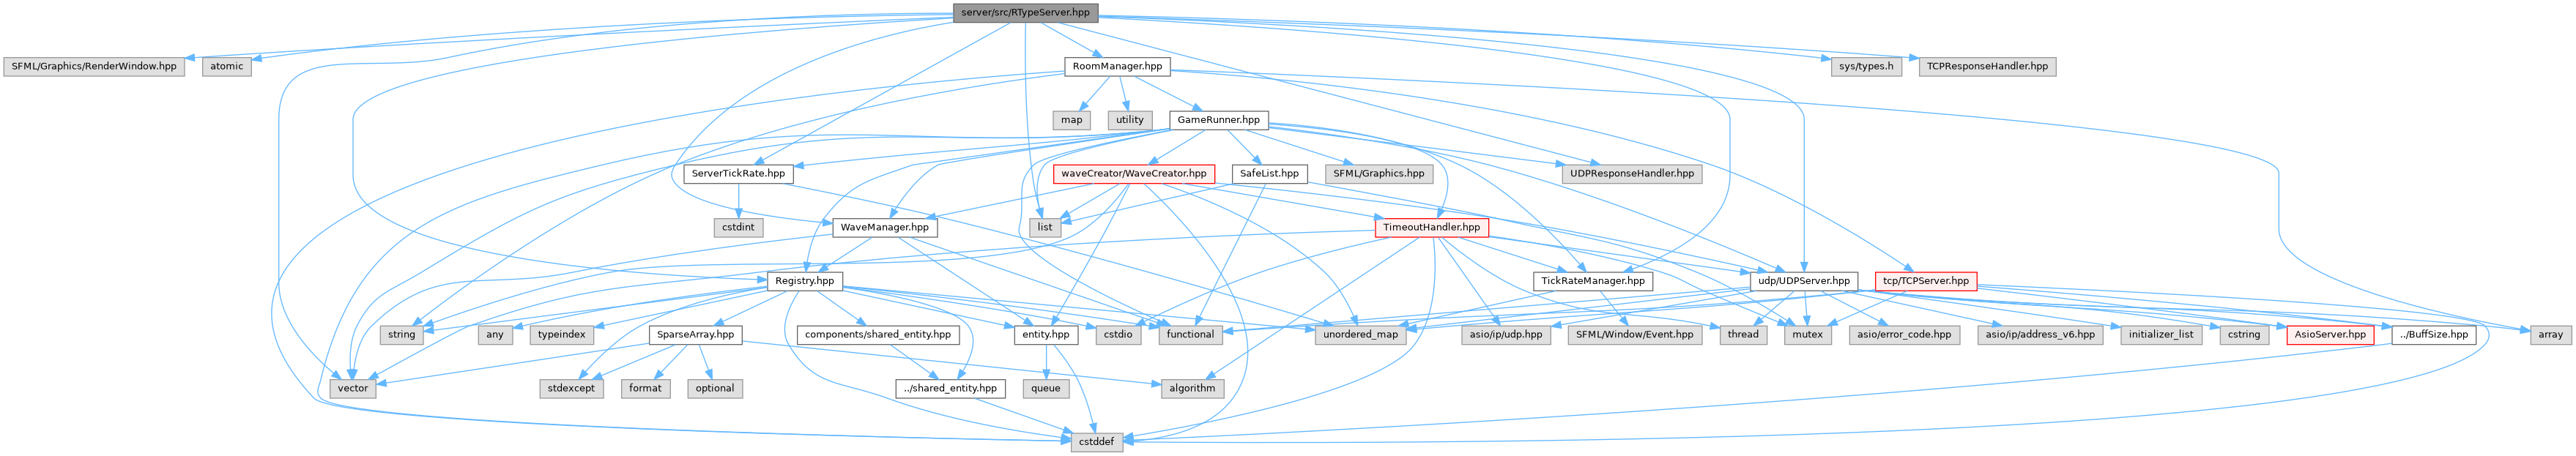 server/src/RTypeServer.hpp
SFML/Graphics/RenderWindow.hpp
atomic
RoomManager.hpp
sys/types.h
TCPResponseHandler.hpp
map
utility
GameRunner.hpp
ServerTickRate.hpp
waveCreator/WaveCreator.hpp
SafeList.hpp
SFML/Graphics.hpp
UDPResponseHandler.hpp
cstdint
WaveManager.hpp
list
TimeoutHandler.hpp
Registry.hpp
TickRateManager.hpp
udp/UDPServer.hpp
tcp/TCPServer.hpp
string
any
typeindex
SparseArray.hpp
components/shared_entity.hpp
entity.hpp
cstdio
functional
unordered_map
asio/ip/udp.hpp
SFML/Window/Event.hpp
thread
mutex
asio/error_code.hpp
asio/ip/address_v6.hpp
initializer_list
cstring
AsioServer.hpp
../BuffSize.hpp
array
vector
stdexcept
format
optional
../shared_entity.hpp
queue
algorithm
cstddef